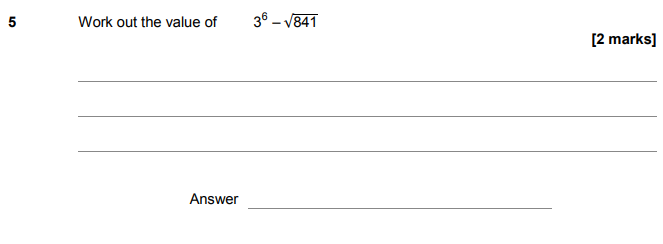 5 Work out the value of 3⁶ – √841
[2 marks]
Answer